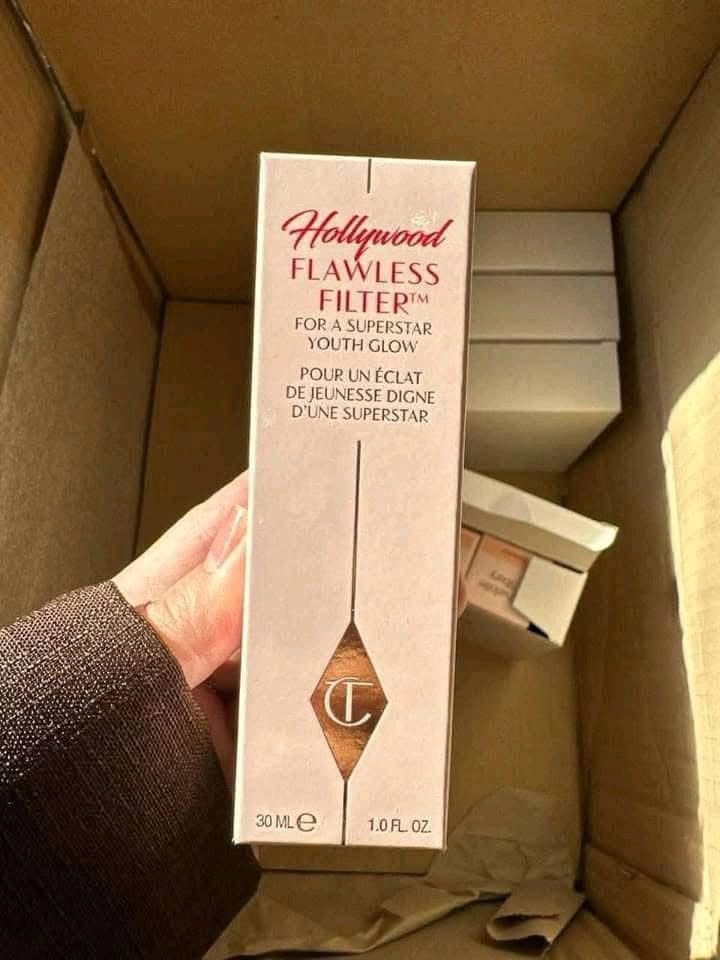 Hollywood
FLAWLESS
FILTER™
FOR A SUPERSTAR
YOUTH GLOW
POUR UN ÉCLAT
DE JEUNESSE DIGNE
D'UNE SUPERSTAR
CT
30 ML ℮ 1.0 FL. OZ.